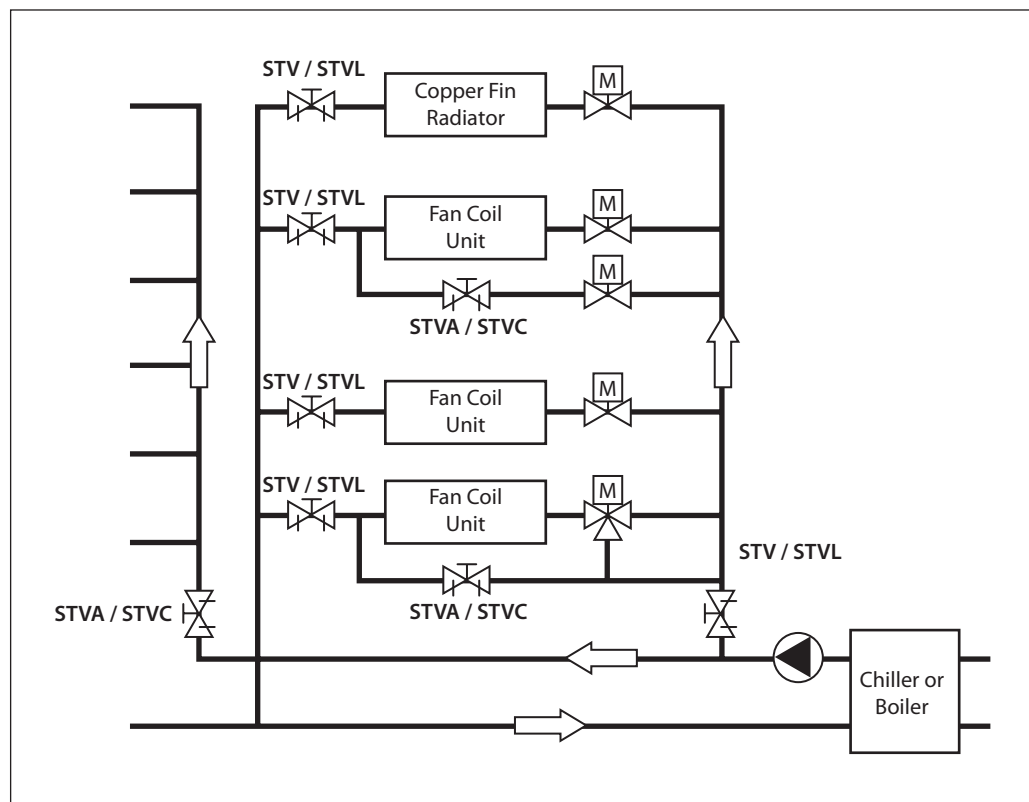 STV / STVL
M
Copper Fin
Radiator
STV / STVL
M
Fan Coil
Unit
M
STVA / STVC
STV / STVL
M
Fan Coil
Unit
STV / STVL
M
Fan Coil
Unit
STV / STVL
STVA / STVC
STVA / STVC
Chiller or
Boiler